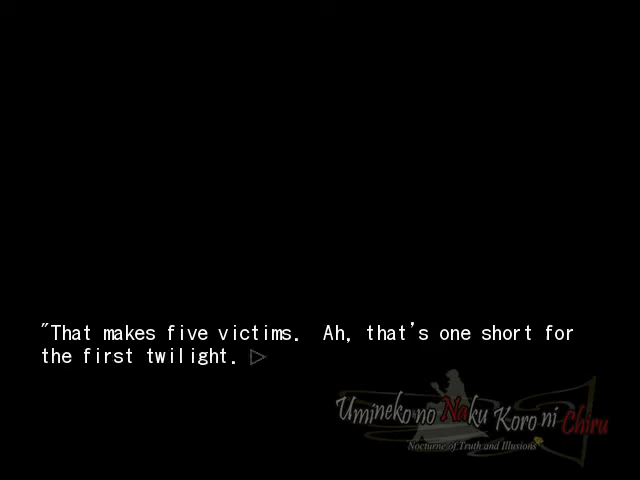 "That makes five victims.  Ah, that's one short for
the first twilight.
Umineko no Naku Koro ni Chiru
Nocturne of Truth and Illusions